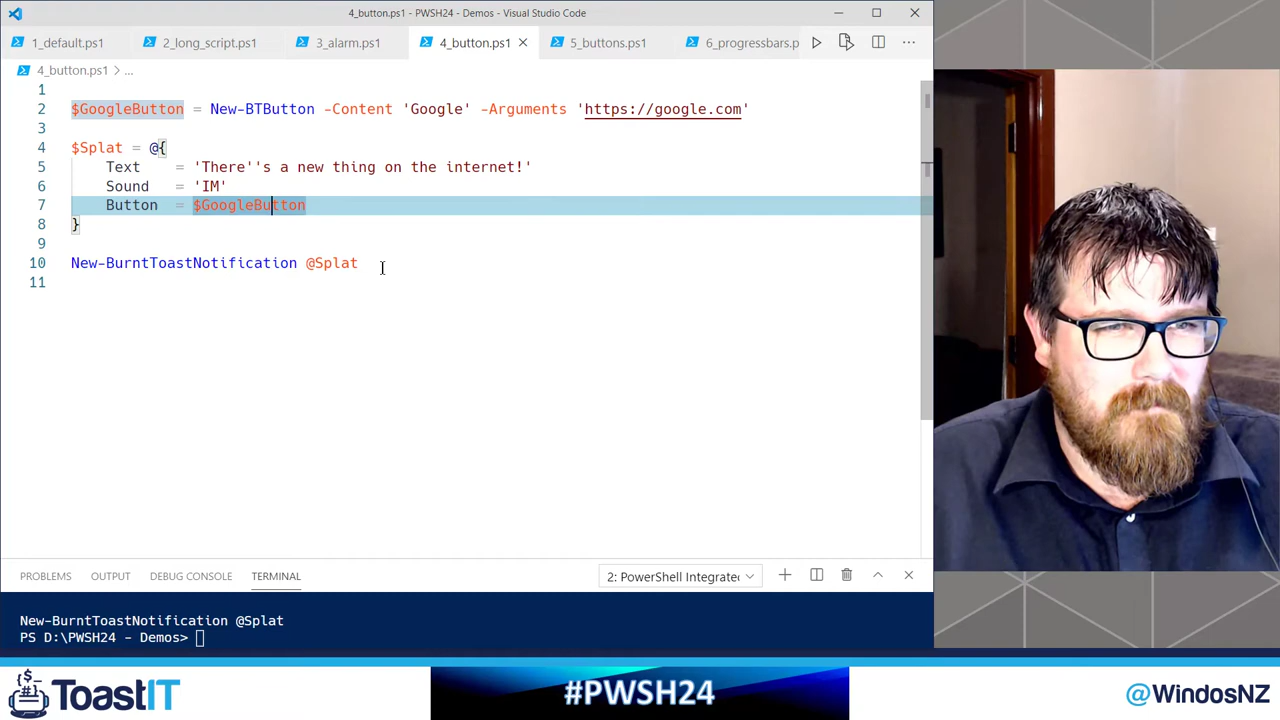 4_button.ps1 - PWSH24 - Demos - Visual Studio Code
1_default.ps1
2_long_script.ps1
3_alarm.ps1
4_button.ps1
5_buttons.ps1
6_progressbars.p
4_button.ps1 > ...
1
2 $GoogleButton = New-BTButton -Content 'Google' -Arguments 'https://google.com'
3
4 $Splat = @{
5 Text = 'There''s a new thing on the internet!'
6 Sound = 'IM'
7 Button = $GoogleButton
8 }
9
10 New-BurntToastNotification @Splat
11
PROBLEMS OUTPUT DEBUG CONSOLE TERMINAL
2: PowerShell Integrated
New-BurntToastNotification @Splat
PS D:\PWSH24 - Demos>
ToastIT
#PWSH24
@WindosNZ